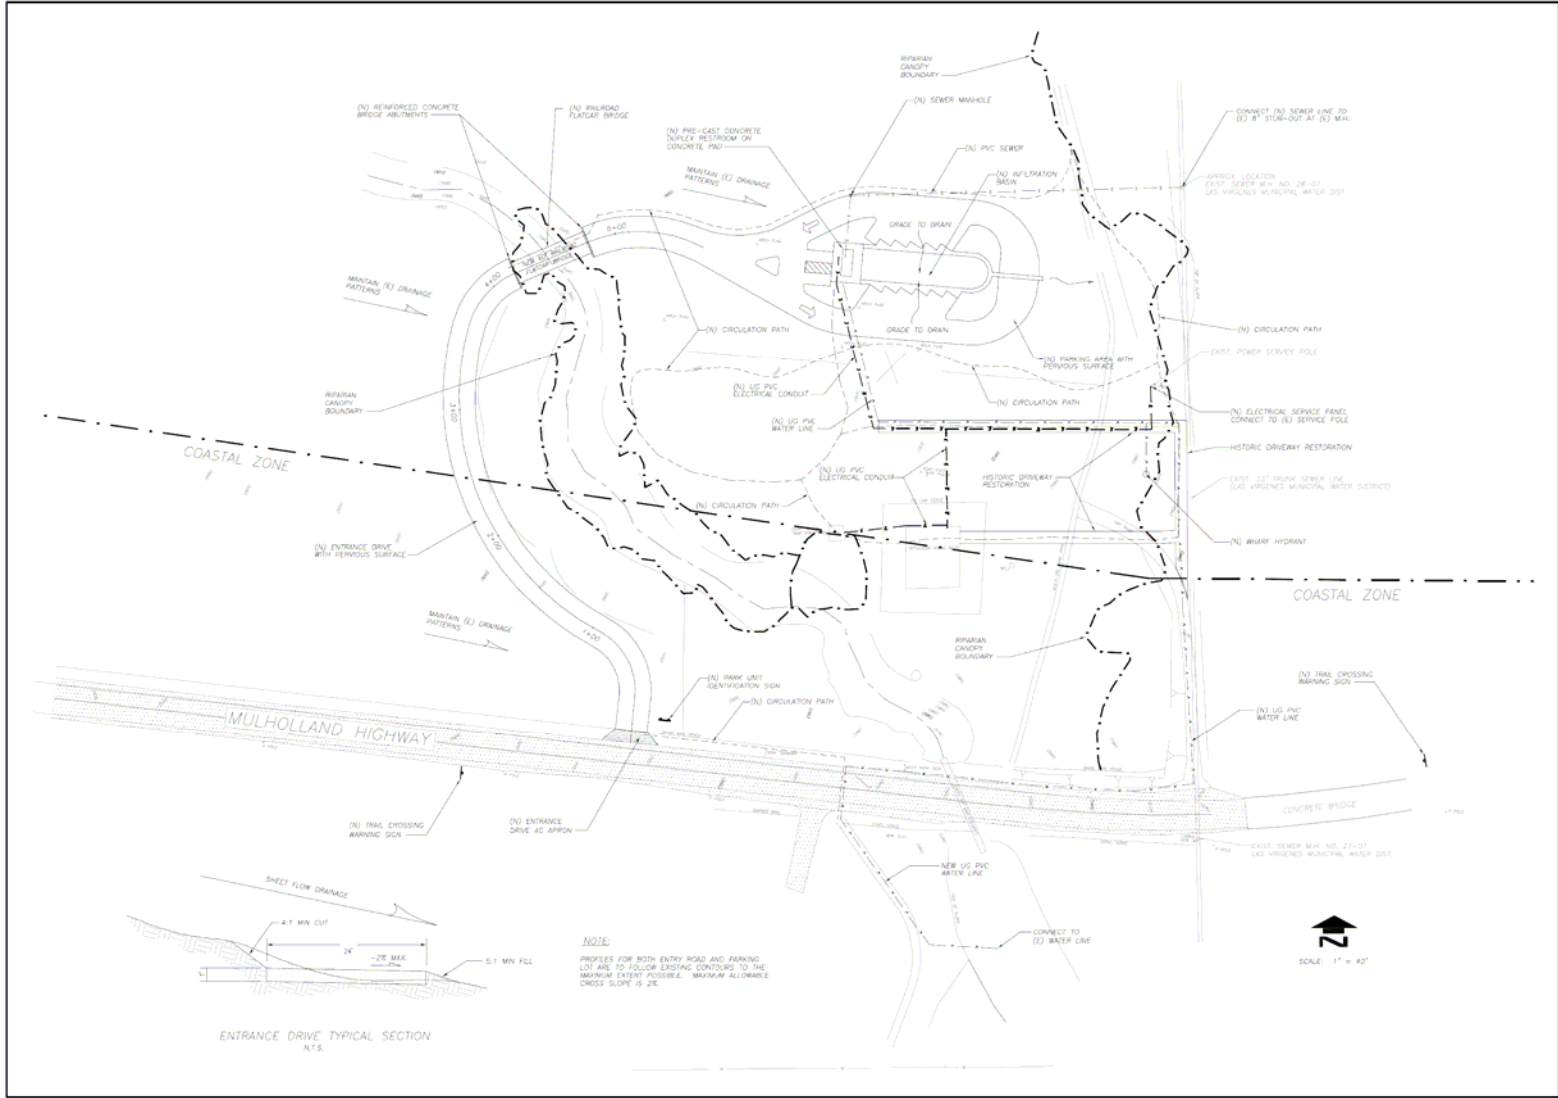 RIPARIAN
CANOPY
BOUNDARY
(N) REINFORCED CONCRETE
BRIDGE ABUTMENTS
(N) RAILROAD
FLATCAR BRIDGE
(N) SEWER MANHOLE
CONNECT (N) SEWER LINE TO
(E) 8" STUB-OUT AT (E) M.H.
(N) PRE-CAST CONCRETE
DUPLEX RESTROOM ON
CONCRETE PAD
(N) PVC SEWER
(N) INFILTRATION
BASIN
MAINTAIN (E) DRAINAGE
PATTERNS
APPROX. LOCATION
EXIST. SEWER M.H. NO. 28-01
LAS VIRGENES MUNICIPAL WATER DIST.
5+00
GRADE TO DRAIN
4+00
MAINTAIN (E) DRAINAGE
PATTERNS
(N) CIRCULATION PATH
GRADE TO DRAIN
(N) CIRCULATION PATH
EXIST. POWER SERVICE POLE
(N) PARKING AREA WITH
PERVIOUS SURFACE
(N) UG PVC
ELECTRICAL CONDUIT
RIPARIAN
CANOPY
BOUNDARY
3+00
(N) CIRCULATION PATH
(N) ELECTRICAL SERVICE PANEL
CONNECT TO (E) SERVICE POLE
(N) UG PVC
WATER LINE
HISTORIC DRIVEWAY RESTORATION
COASTAL ZONE
(N) UG PVC
ELECTRICAL CONDUIT
HISTORIC DRIVEWAY
RESTORATION
EXIST. 33" TRUNK SEWER LINE
(LAS VIRGENES MUNICIPAL WATER DISTRICT)
(N) CIRCULATION PATH
2+00
(N) ENTRANCE DRIVE
WITH PERVIOUS SURFACE
(N) WHARF HYDRANT
COASTAL ZONE
MAINTAIN (E) DRAINAGE
PATTERNS
1+00
RIPARIAN
CANOPY
BOUNDARY
(N) PARK UNIT
IDENTIFICATION SIGN
(N) CIRCULATION PATH
(N) TRAIL CROSSING
WARNING SIGN
(N) UG PVC
WATER LINE
MULHOLLAND HIGHWAY
CONCRETE BRIDGE
(N) TRAIL CROSSING
WARNING SIGN
(N) ENTRANCE
DRIVE AC APRON
EXIST. SEWER M.H. NO. 27-01
LAS VIRGENES MUNICIPAL WATER DIST.
NEW UG PVC
WATER LINE
SHEET FLOW DRAINAGE
4:1 MIN CUT
24'
-2% MAX.
5:1 MIN FILL
CONNECT TO
(E) WATER LINE
NOTE:
PROFILES FOR BOTH ENTRY ROAD AND PARKING
LOT ARE TO FOLLOW EXISTING CONTOURS TO THE
MAXIMUM EXTENT POSSIBLE. MAXIMUM ALLOWABLE
CROSS SLOPE IS 2%.
N
SCALE: 1" = 40'
ENTRANCE DRIVE TYPICAL SECTION
N.T.S.